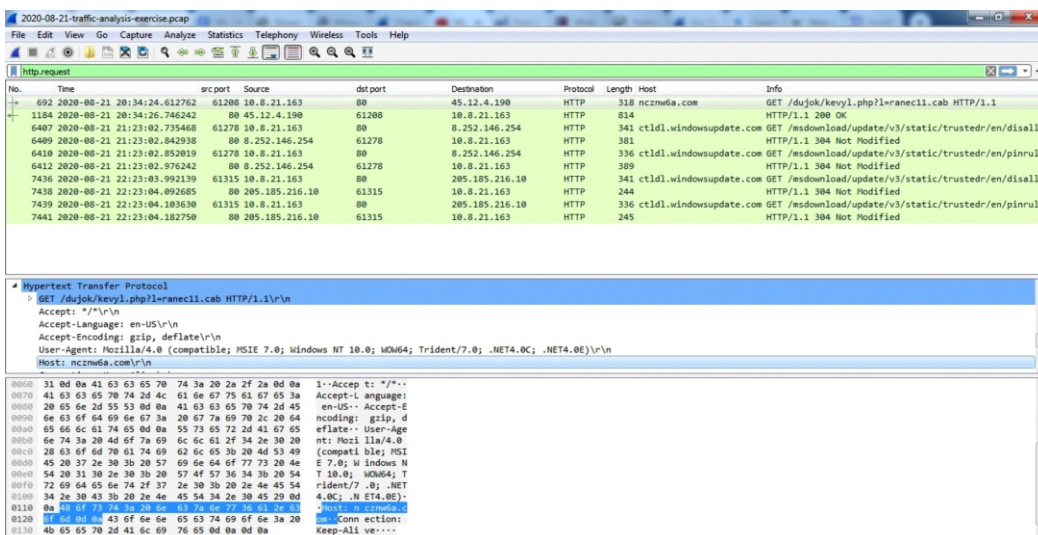 2020-08-21-traffic-analysis-exercise.pcap
File Edit View Go Capture Analyze Statistics Telephony Wireless Tools Help
http.request
No. Time src port Source dst port Destination Protocol Length Host Info
692 2020-08-21 20:34:24.612762 61208 10.8.21.163 80 45.12.4.190 HTTP 318 ncznw6a.com GET /dujok/kevyl.php?l=ranec11.cab HTTP/1.1
1184 2020-08-21 20:34:26.746242 80 45.12.4.190 61208 10.8.21.163 HTTP 814 HTTP/1.1 200 OK
6407 2020-08-21 21:23:02.735468 61278 10.8.21.163 80 8.252.146.254 HTTP 341 ctldl.windowsupdate.com GET /msdownload/update/v3/static/trustedr/en/disall
6409 2020-08-21 21:23:02.842938 80 8.252.146.254 61278 10.8.21.163 HTTP 381 HTTP/1.1 304 Not Modified
6410 2020-08-21 21:23:02.852019 61278 10.8.21.163 80 8.252.146.254 HTTP 336 ctldl.windowsupdate.com GET /msdownload/update/v3/static/trustedr/en/pinrul
6412 2020-08-21 21:23:02.976242 80 8.252.146.254 61278 10.8.21.163 HTTP 389 HTTP/1.1 304 Not Modified
7436 2020-08-21 22:23:03.992139 61315 10.8.21.163 80 205.185.216.10 HTTP 341 ctldl.windowsupdate.com GET /msdownload/update/v3/static/trustedr/en/disall
7438 2020-08-21 22:23:04.092685 80 205.185.216.10 61315 10.8.21.163 HTTP 244 HTTP/1.1 304 Not Modified
7439 2020-08-21 22:23:04.103630 61315 10.8.21.163 80 205.185.216.10 HTTP 336 ctldl.windowsupdate.com GET /msdownload/update/v3/static/trustedr/en/pinrul
7441 2020-08-21 22:23:04.182750 80 205.185.216.10 61315 10.8.21.163 HTTP 245 HTTP/1.1 304 Not Modified
Hypertext Transfer Protocol
GET /dujok/kevyl.php?l=ranec11.cab HTTP/1.1\r\n
Accept: */*\r\n
Accept-Language: en-US\r\n
Accept-Encoding: gzip, deflate\r\n
User-Agent: Mozilla/4.0 (compatible; MSIE 7.0; Windows NT 10.0; WOW64; Trident/7.0; .NET4.0C; .NET4.0E)\r\n
Host: ncznw6a.com\r\n
0060 31 0d 0a 41 63 63 65 70 74 3a 20 2a 2f 2a 0d 0a 1··Accep t: */*··
0070 41 63 63 65 70 74 2d 4c 61 6e 67 75 61 67 65 3a Accept-L anguage:
0080 20 65 6e 2d 55 53 0d 0a 41 63 63 65 70 74 2d 45 en-US·· Accept-E
0090 6e 63 6f 64 69 6e 67 3a 20 67 7a 69 70 2c 20 64 ncoding: gzip, d
00a0 65 66 6c 61 74 65 0d 0a 55 73 65 72 2d 41 67 65 eflate·· User-Age
00b0 6e 74 3a 20 4d 6f 7a 69 6c 6c 61 2f 34 2e 30 20 nt: Mozi lla/4.0
00c0 28 63 6f 6d 70 61 74 69 62 6c 65 3b 20 4d 53 49 (compati ble; MSI
00d0 45 20 37 2e 30 3b 20 57 69 6e 64 6f 77 73 20 4e E 7.0; W indows N
00e0 54 20 31 30 2e 30 3b 20 57 4f 57 36 34 3b 20 54 T 10.0; WOW64; T
00f0 72 69 64 65 6e 74 2f 37 2e 30 3b 20 2e 4e 45 54 rident/7 .0; .NET
0100 34 2e 30 43 3b 20 2e 4e 45 54 34 2e 30 45 29 0d 4.0C; .N ET4.0E)·
0110 0a 48 6f 73 74 3a 20 6e 63 7a 6e 77 36 61 2e 63 ·Host: n cznw6a.c
0120 6f 6d 0d 0a 43 6f 6e 6e 65 63 74 69 6f 6e 3a 20 om··Conn ection:
0130 4b 65 65 70 2d 41 6c 69 76 65 0d 0a 0d 0a Keep-Ali ve····